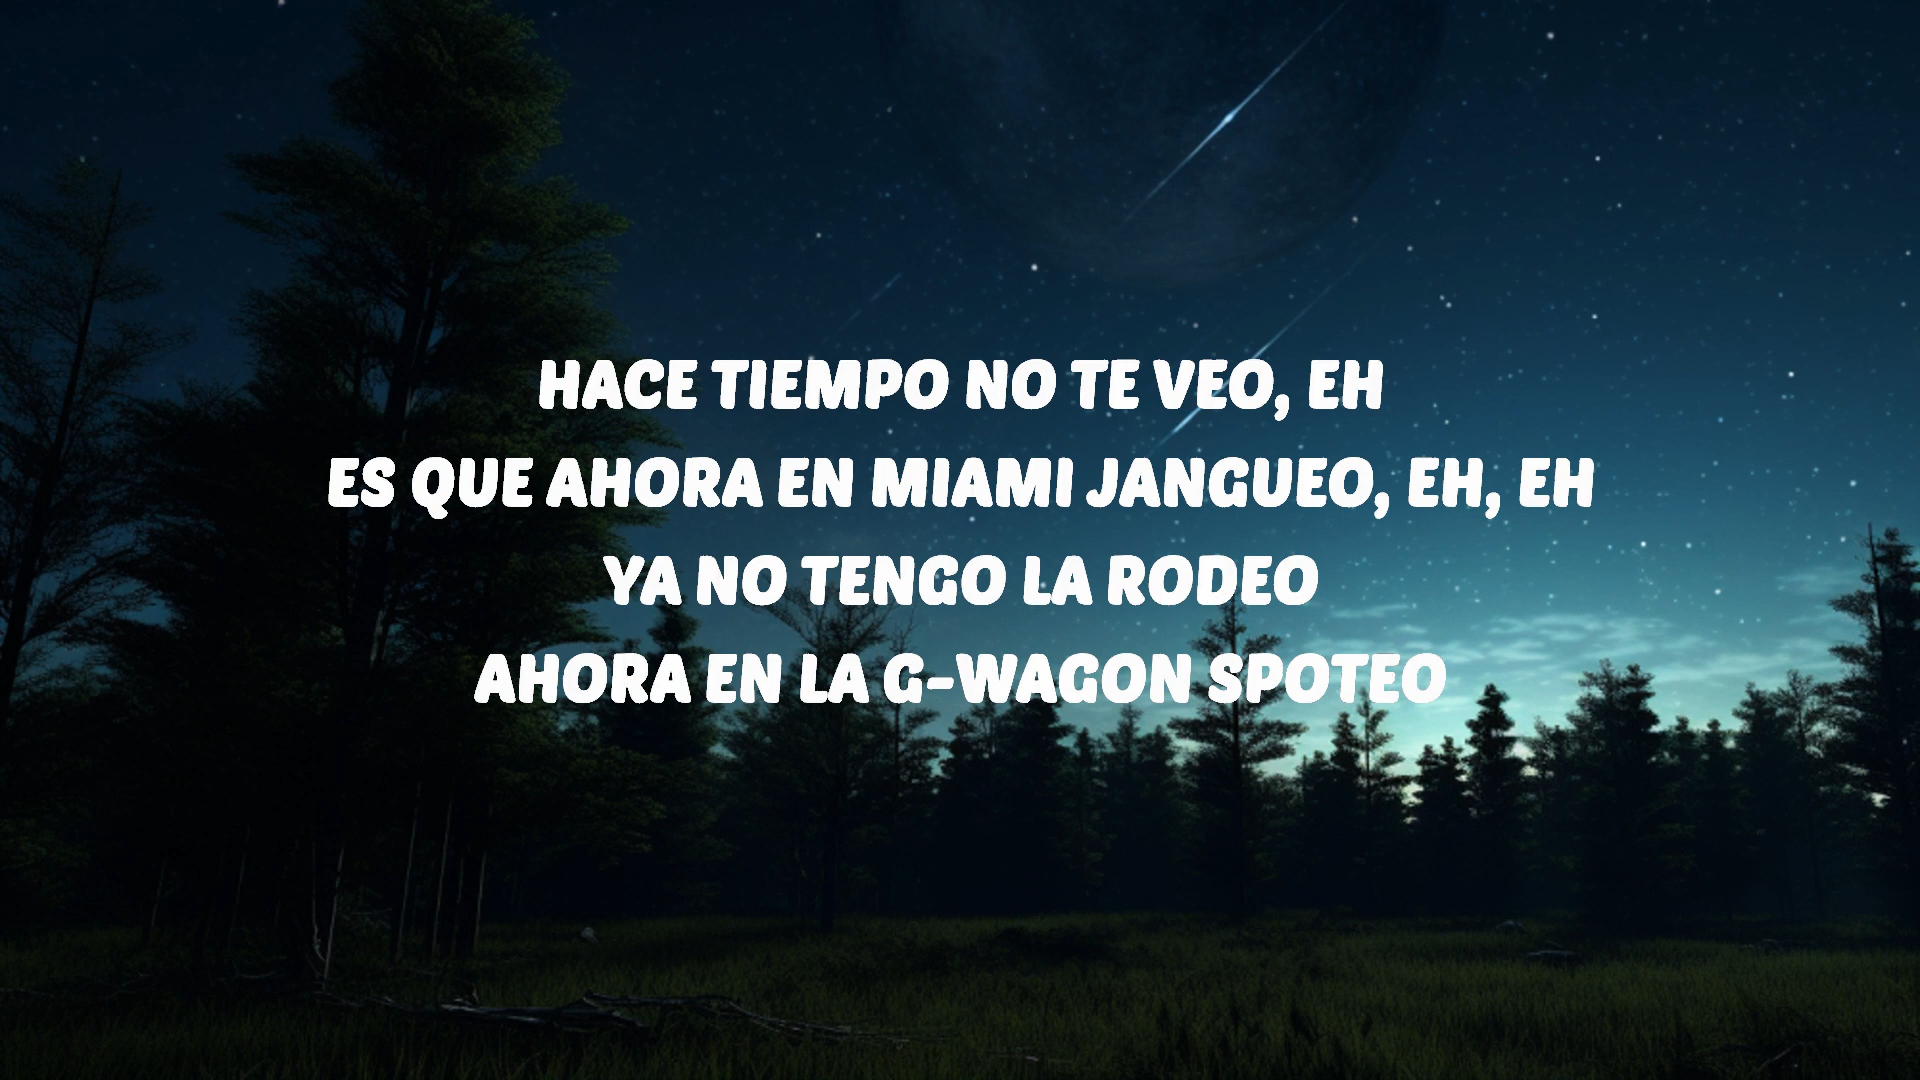 HACE TIEMPO NO TE VEO, EH
ES QUE AHORA EN MIAMI JANGUEO, EH, EH
YA NO TENGO LA RODEO
AHORA EN LA G-WAGON SPOTEO